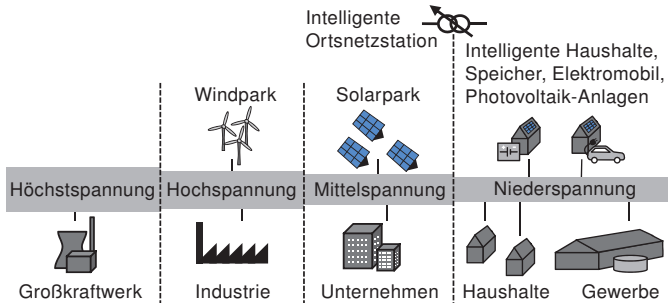 Intelligente
Ortsnetzstation
Intelligente Haushalte,
Speicher, Elektromobil,
Photovoltaik-Anlagen
Windpark
Solarpark
Höchstspannung
Hochspannung
Mittelspannung
Niederspannung
Großkraftwerk
Industrie
Unternehmen
Haushalte
Gewerbe